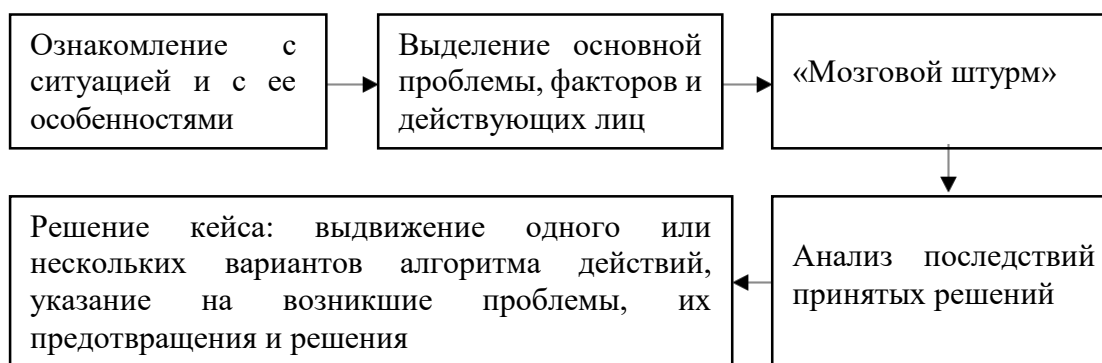 Ознакомление с
ситуацией и с ее
особенностями
Выделение основной
проблемы, факторов и
действующих лиц
«Мозговой штурм»
Анализ последствий
принятых решений
Решение кейса: выдвижение одного или
нескольких вариантов алгоритма действий,
указание на возникшие проблемы, их
предотвращения и решения